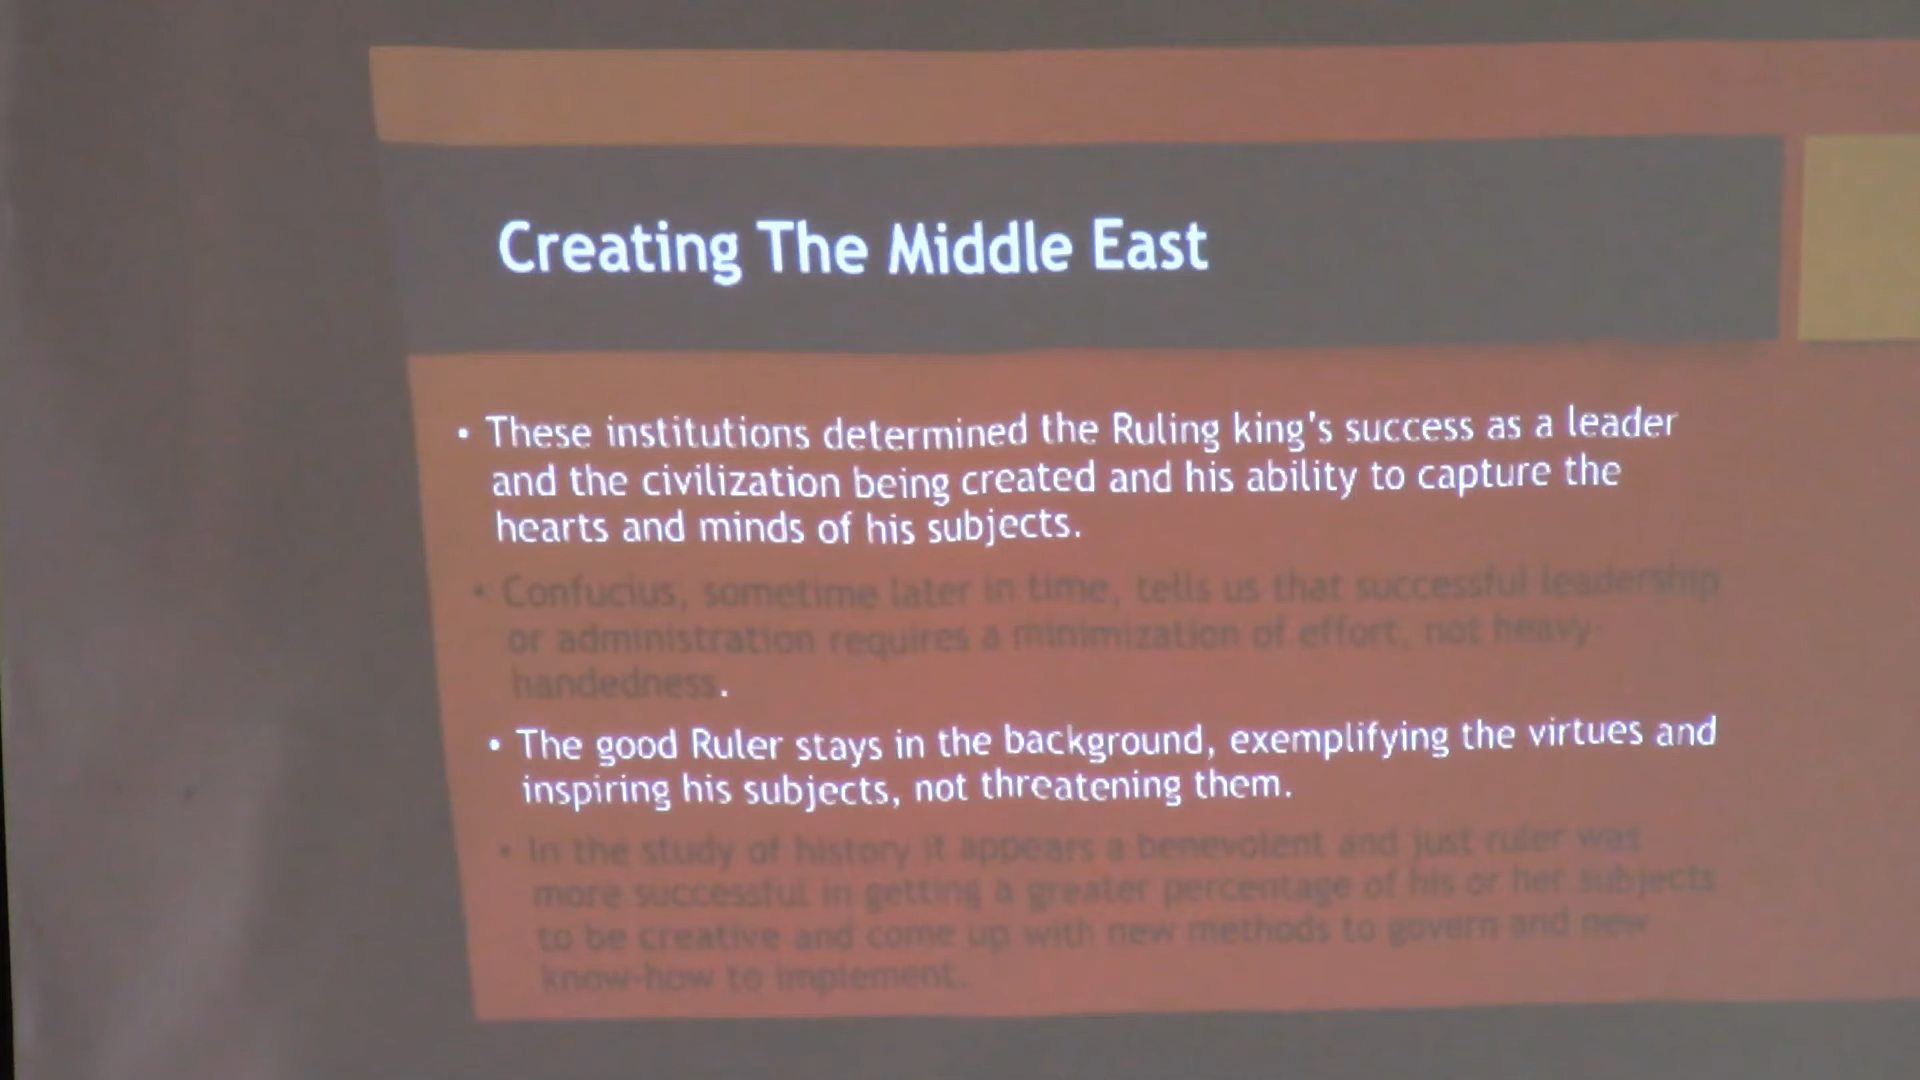 Creating The Middle East
• These institutions determined the Ruling king's success as a leader
and the civilization being created and his ability to capture the
hearts and minds of his subjects.
• Confucius, sometime later in time, tells us that successful leadership
or administration requires a minimization of effort, not heavy-
handedness.
• The good Ruler stays in the background, exemplifying the virtues and
inspiring his subjects, not threatening them.
• In the study of history it appears a benevolent and just ruler was
more successful in getting a greater percentage of his or her subjects
to be creative and come up with new methods to govern and new
know-how to implement.